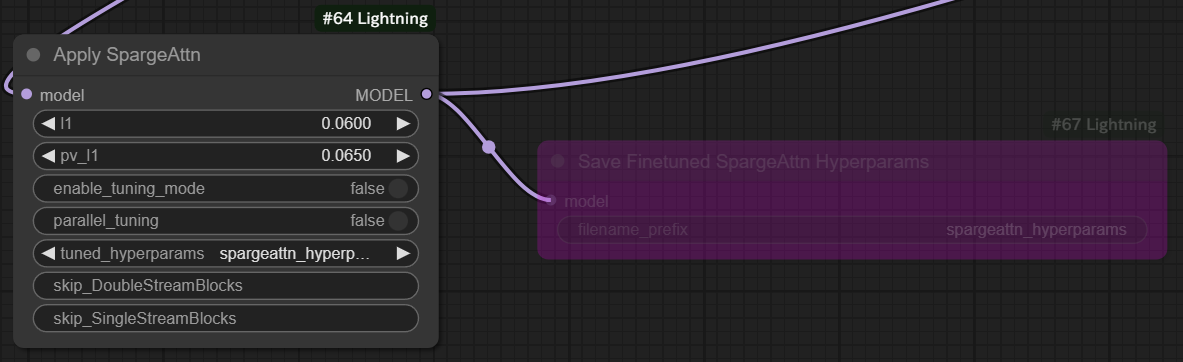 #64 Lightning
Apply SpargeAttn
model MODEL
l1 0.0600
pv_l1 0.0650
enable_tuning_mode false
parallel_tuning false
tuned_hyperparams spargeattn_hyperp...
skip_DoubleStreamBlocks
skip_SingleStreamBlocks
#67 Lightning
Save Finetuned SpargeAttn Hyperparams
model
filename_prefix spargeattn_hyperparams